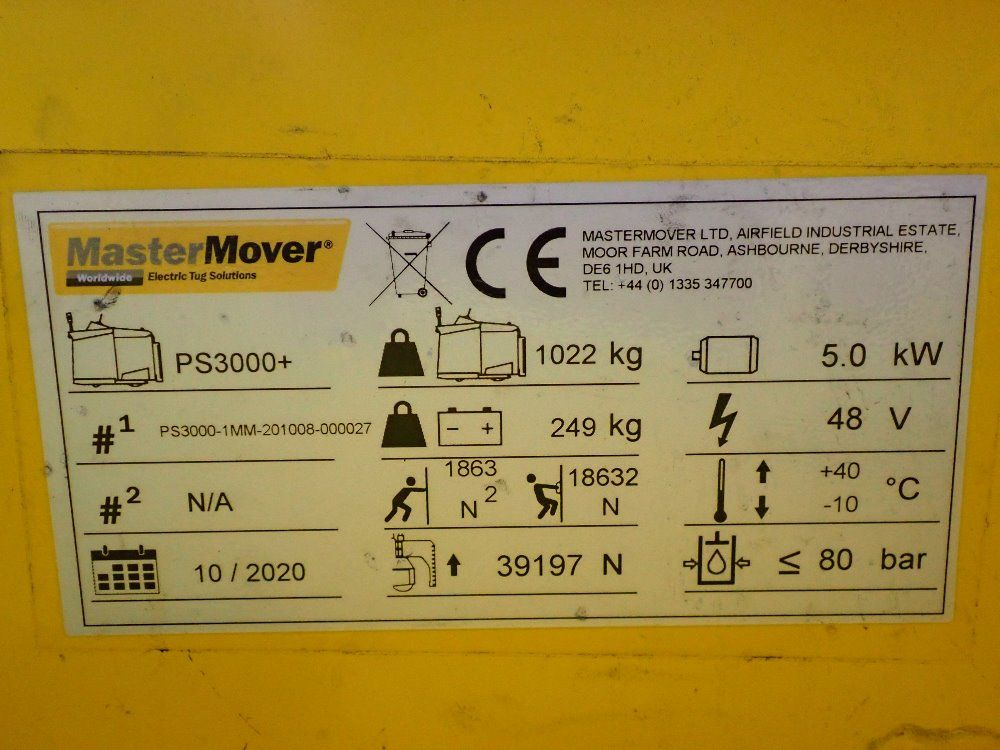 MasterMover®
Worldwide Electric Tug Solutions
CE
MASTERMOVER LTD, AIRFIELD INDUSTRIAL ESTATE,
MOOR FARM ROAD, ASHBOURNE, DERBYSHIRE,
DE6 1HD, UK
TEL: +44 (0) 1335 347700
PS3000+
1022 kg
5.0 kW
#1 PS3000-1MM-201008-000027
249 kg
48 V
#2 N/A
1863
N 2
18632
N
+40
-10
°C
10 / 2020
39197 N
≤ 80 bar